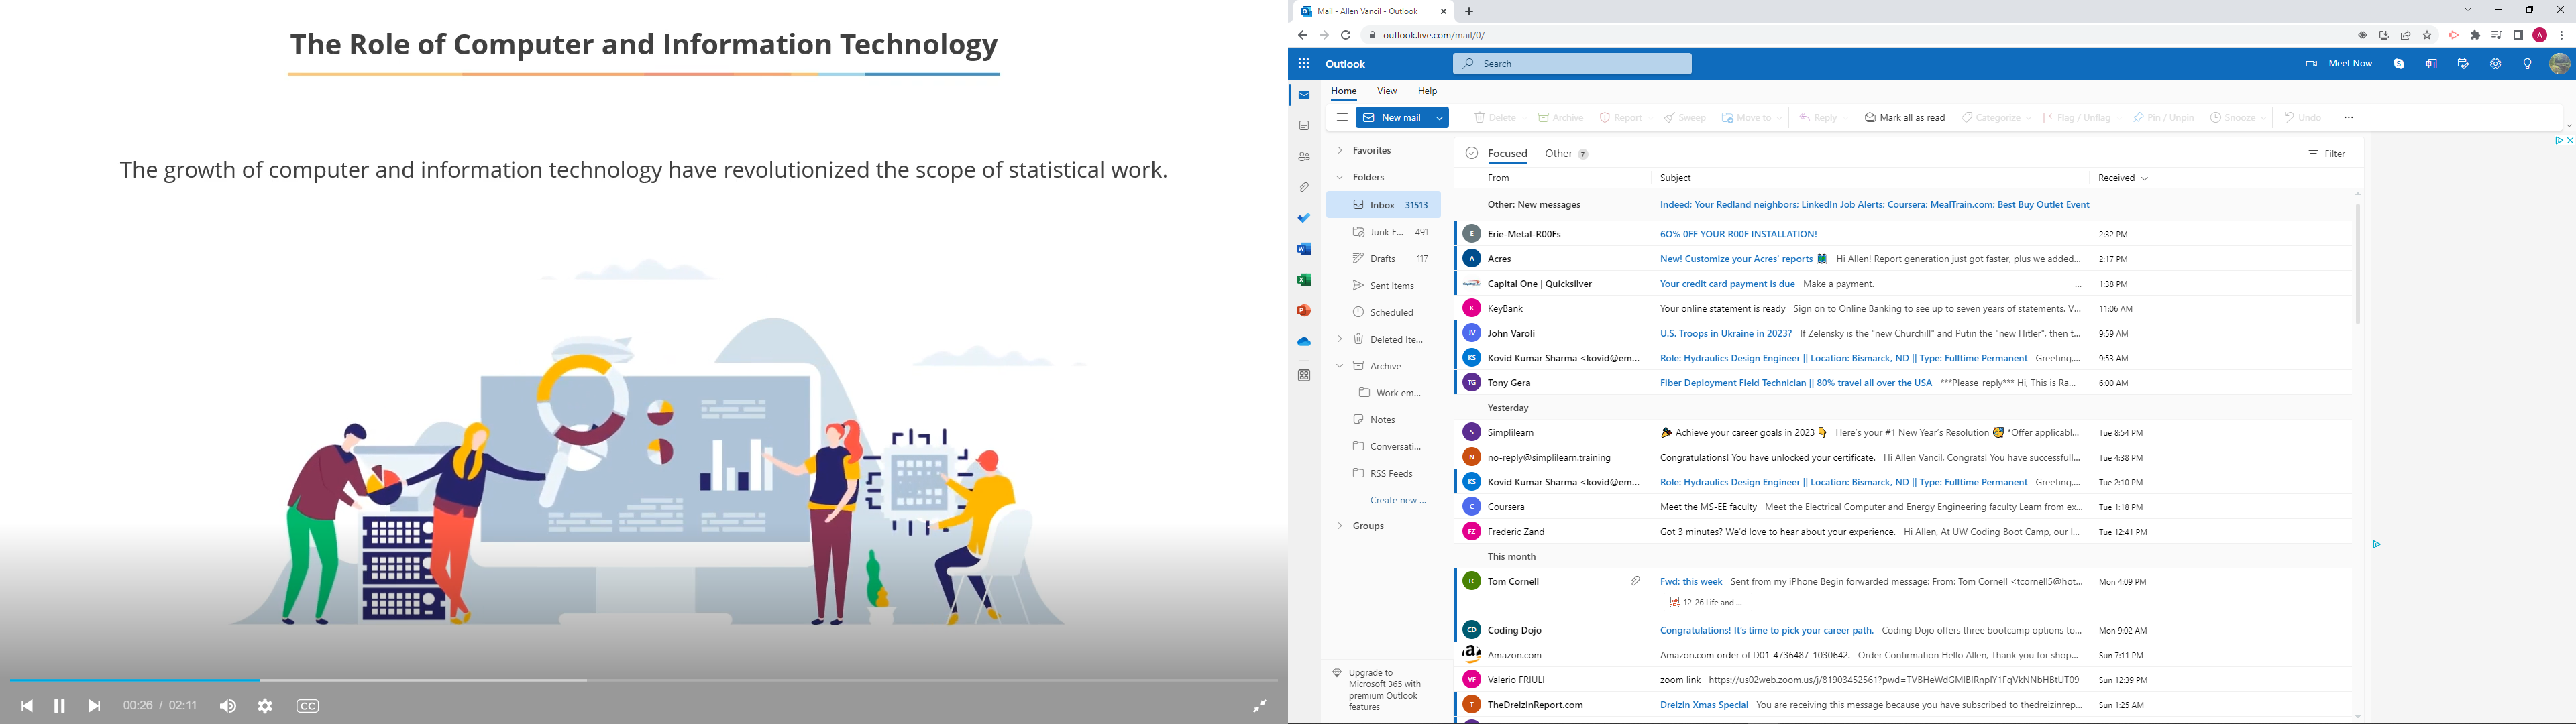 The Role of Computer and Information Technology
The growth of computer and information technology have revolutionized the scope of statistical work.
00:26 / 02:11
CC
Mail - Allen Vancil - Outlook
outlook.live.com/mail/0/
A
Outlook
Search
Meet Now
Home View Help
New mail Delete Archive Report Sweep Move to Reply Mark all as read Categorize Flag / Unflag Pin / Unpin Snooze Undo
Favorites
Folders
Inbox 31513
Junk E... 491
Drafts 117
Sent Items
Scheduled
Deleted Ite...
Archive
Work em...
Notes
Conversati...
RSS Feeds
Create new ...
Groups
Upgrade to
Microsoft 365 with
premium Outlook
features
Focused Other 7 Filter
From Subject Received
Other: New messages Indeed; Your Redland neighbors; LinkedIn Job Alerts; Coursera; MealTrain.com; Best Buy Outlet Event
E Erie-Metal-R00Fs 6O% 0FF YOUR R00F INSTALLATION! - - - 2:32 PM
A Acres New! Customize your Acres' reports Hi Allen! Report generation just got faster, plus we added... 2:17 PM
Capital One | Quicksilver Your credit card payment is due Make a payment. ... 1:38 PM
K KeyBank Your online statement is ready Sign on to Online Banking to see up to seven years of statements. V... 11:06 AM
JV John Varoli U.S. Troops in Ukraine in 2023? If Zelensky is the "new Churchill" and Putin the "new Hitler", then t... 9:59 AM
KS Kovid Kumar Sharma <kovid@em... Role: Hydraulics Design Engineer || Location: Bismarck, ND || Type: Fulltime Permanent Greeting,... 9:53 AM
TG Tony Gera Fiber Deployment Field Technician || 80% travel all over the USA ***Please_reply*** Hi, This is Ra... 6:00 AM
Yesterday
S Simplilearn Achieve your career goals in 2023 Here's your #1 New Year's Resolution *Offer applicabl... Tue 8:54 PM
N no-reply@simplilearn.training Congratulations! You have unlocked your certificate. Hi Allen Vancil, Congrats! You have successfull... Tue 4:38 PM
KS Kovid Kumar Sharma <kovid@em... Role: Hydraulics Design Engineer || Location: Bismarck, ND || Type: Fulltime Permanent Greeting,... Tue 2:10 PM
C Coursera Meet the MS-EE faculty Meet the Electrical Computer and Energy Engineering faculty Learn from ex... Tue 1:18 PM
FZ Frederic Zand Got 3 minutes? We'd love to hear about your experience. Hi Allen, At UW Coding Boot Camp, our l... Tue 12:41 PM
This month
TC Tom Cornell Fwd: this week Sent from my iPhone Begin forwarded message: From: Tom Cornell <tcornell5@hot... Mon 4:09 PM
12-26 Life and ...
CD Coding Dojo Congratulations! It's time to pick your career path. Coding Dojo offers three bootcamp options to... Mon 9:02 AM
Amazon.com Amazon.com order of D01-4736487-1030642. Order Confirmation Hello Allen, Thank you for shop... Sun 7:11 PM
VF Valerio FRIULI zoom link https://us02web.zoom.us/j/81903452561?pwd=TVBHeWdGMlBIRnplY1FqVkNNbHBtUT09 Sun 12:39 PM
T TheDreizinReport.com Dreizin Xmas Special You are receiving this message because you have subscribed to thedreizinrep... Sun 1:25 AM